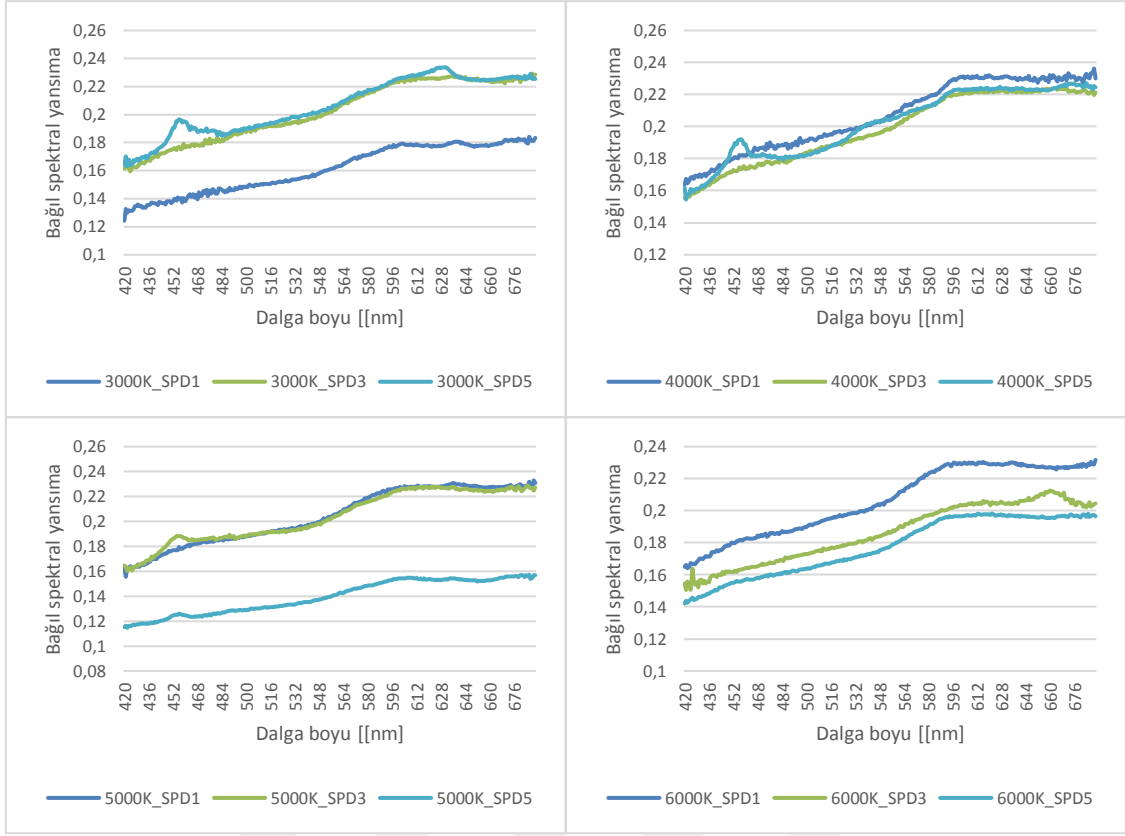 0,26
0,24
0,22
0,2
0,18
0,16
0,14
0,12
0,1
Bağıl spektral yansıma
420 436 452 468 484 500 516 532 548 564 580 596 612 628 644 660 676
Dalga boyu [[nm]
3000K_SPD1 3000K_SPD3 3000K_SPD5
0,26
0,24
0,22
0,2
0,18
0,16
0,14
0,12
Bağıl spektral yansıma
420 436 452 468 484 500 516 532 548 564 580 596 612 628 644 660 676
Dalga boyu [[nm]
4000K_SPD1 4000K_SPD3 4000K_SPD5
0,26
0,24
0,22
0,2
0,18
0,16
0,14
0,12
0,1
0,08
Bağıl spektral yansıma
420 436 452 468 484 500 516 532 548 564 580 596 612 628 644 660 676
Dalga boyu [[nm]
5000K_SPD1 5000K_SPD3 5000K_SPD5
0,24
0,22
0,2
0,18
0,16
0,14
0,12
0,1
Bağıl spektral yansıma
420 436 452 468 484 500 516 532 548 564 580 596 612 628 644 660 676
Dalga boyu [[nm]
6000K_SPD1 6000K_SPD3 6000K_SPD5